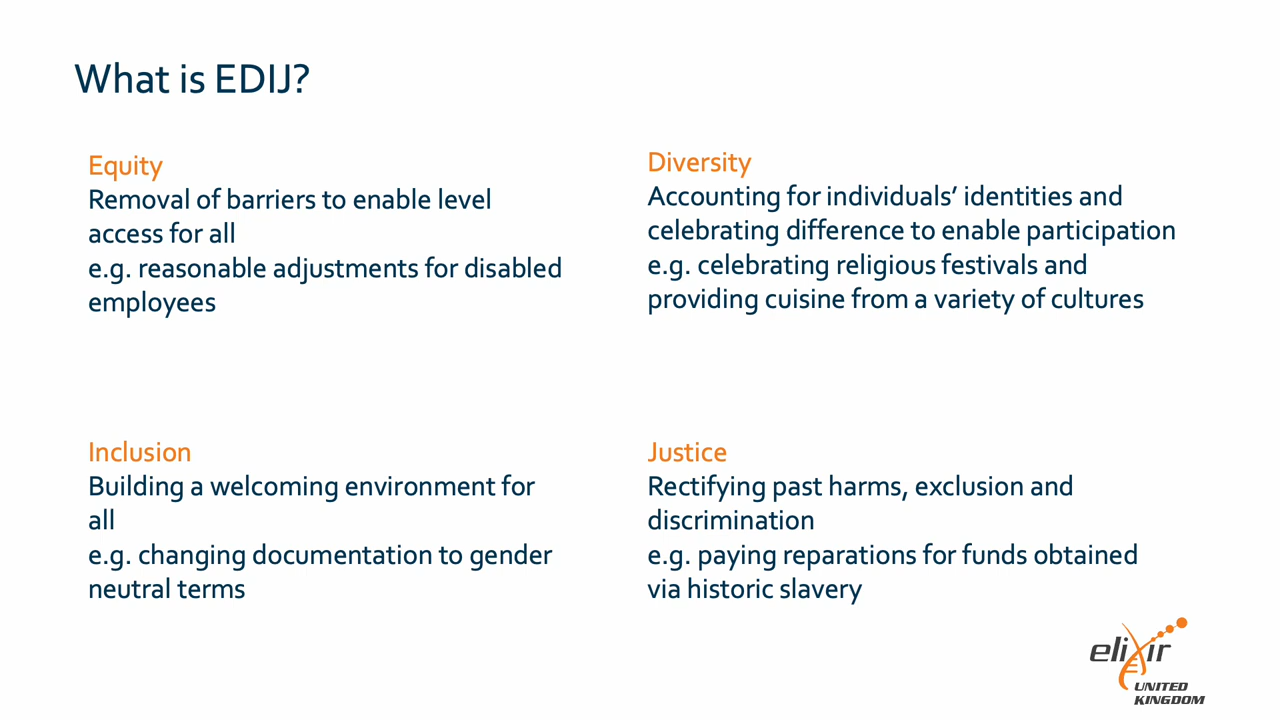 What is EDIJ?
Equity
Removal of barriers to enable level
access for all
e.g. reasonable adjustments for disabled
employees
Diversity
Accounting for individuals’ identities and
celebrating difference to enable participation
e.g. celebrating religious festivals and
providing cuisine from a variety of cultures
Inclusion
Building a welcoming environment for
all
e.g. changing documentation to gender
neutral terms
Justice
Rectifying past harms, exclusion and
discrimination
e.g. paying reparations for funds obtained
via historic slavery
elixir
UNITED
KINGDOM